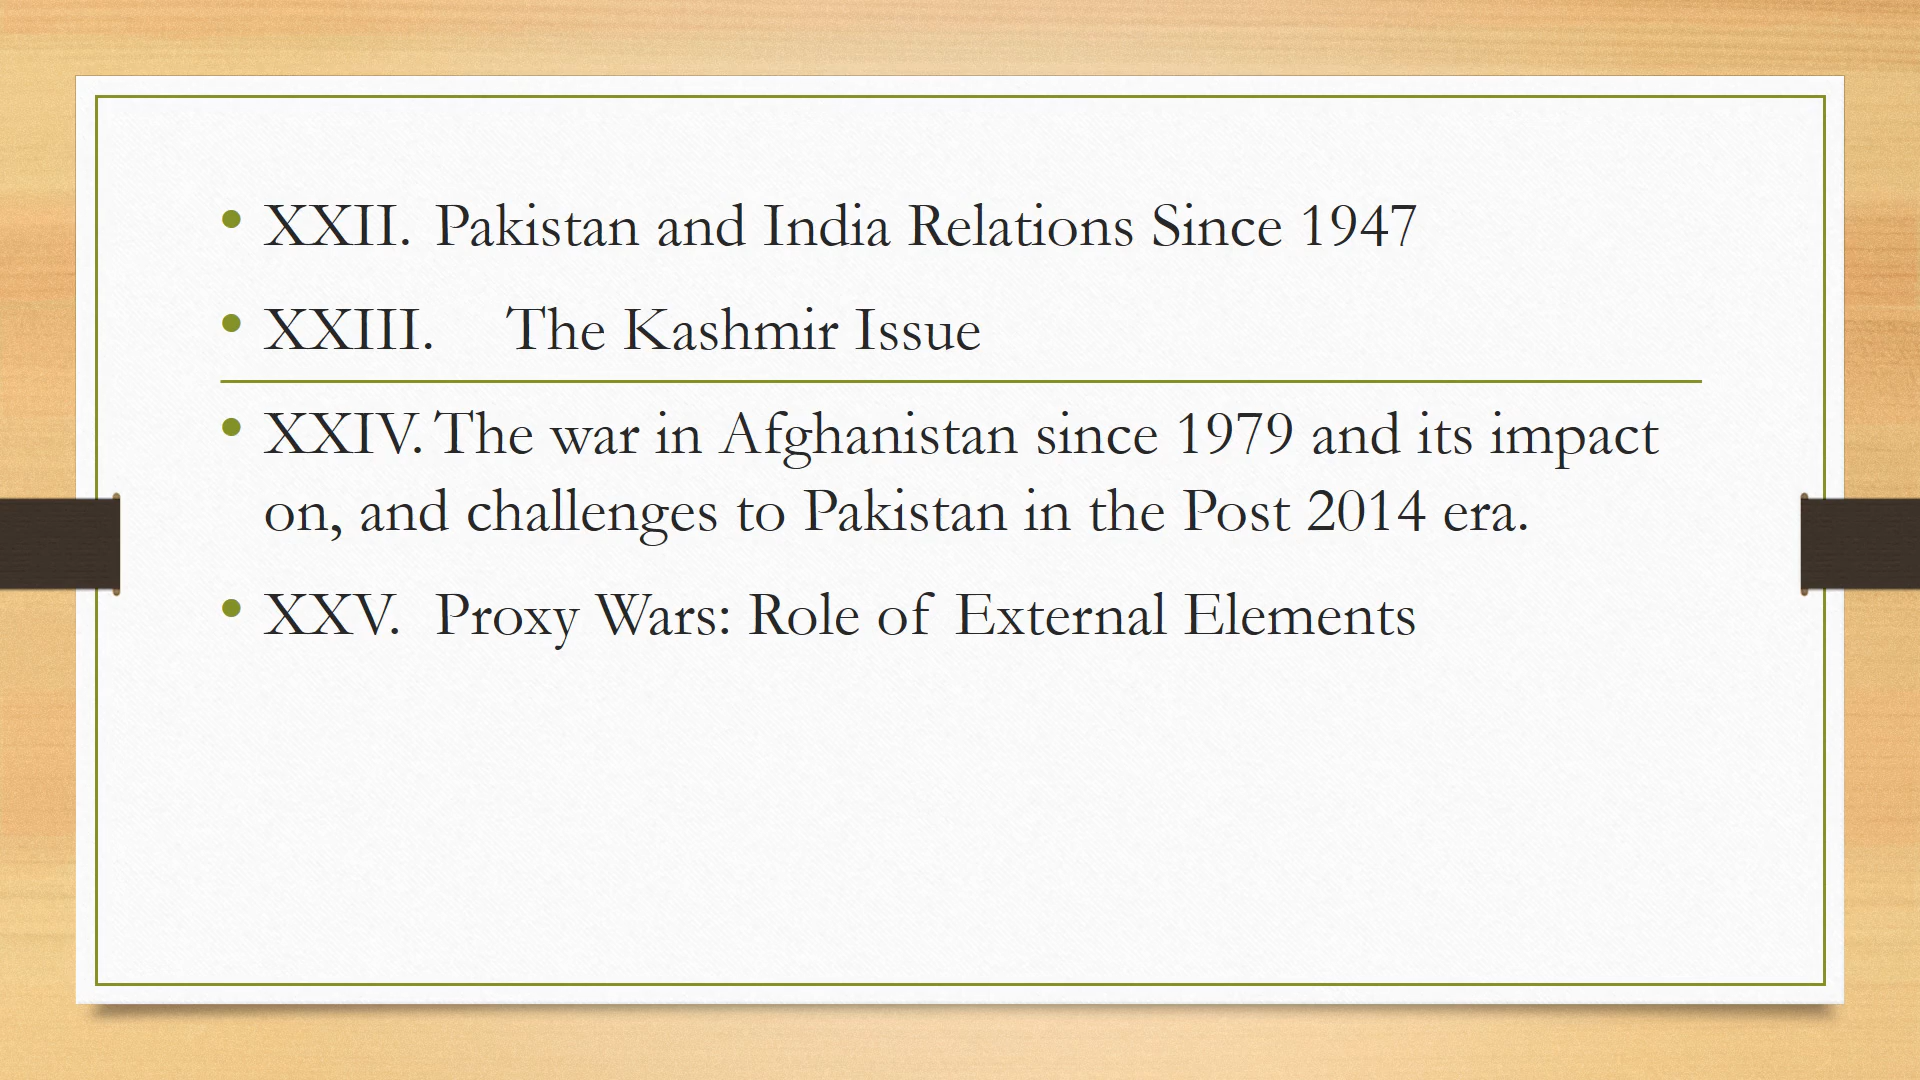 • XXII. Pakistan and India Relations Since 1947
• XXIII. The Kashmir Issue
• XXIV. The war in Afghanistan since 1979 and its impact
on, and challenges to Pakistan in the Post 2014 era.
• XXV. Proxy Wars: Role of External Elements